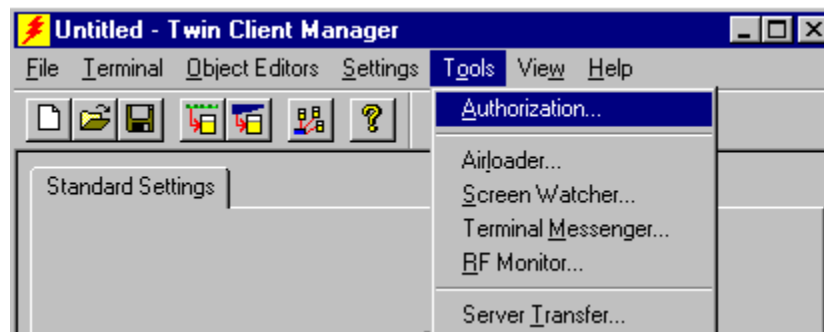 Untitled - Twin Client Manager
File Terminal Object Editors Settings Tools View Help
Authorization...
Airloader...
Standard Settings
Screen Watcher...
Terminal Messenger...
RF Monitor...
Server Transfer...